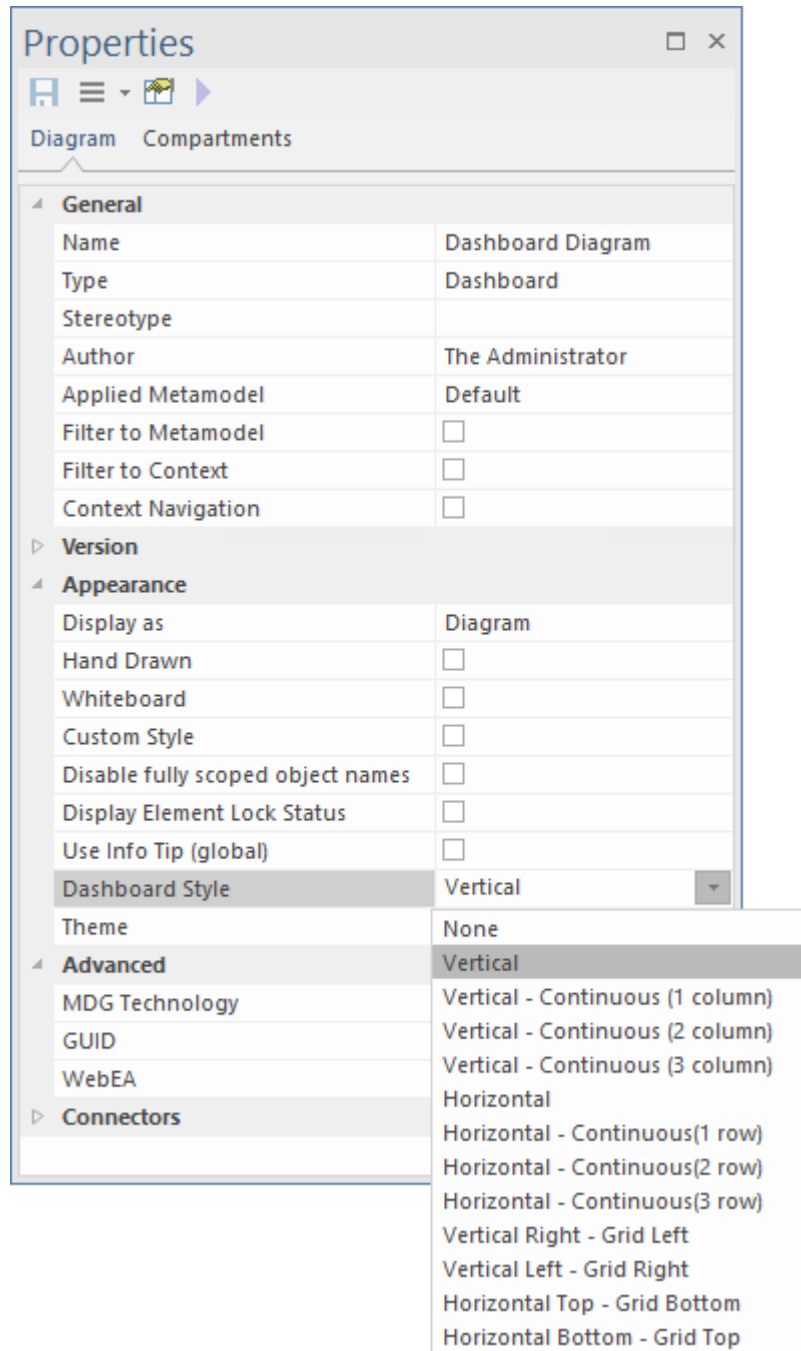 Properties
Diagram Compartments
General
Name Dashboard Diagram
Type Dashboard
Stereotype
Author The Administrator
Applied Metamodel Default
Filter to Metamodel
Filter to Context
Context Navigation
Version
Appearance
Display as Diagram
Hand Drawn
Whiteboard
Custom Style
Disable fully scoped object names
Display Element Lock Status
Use Info Tip (global)
Dashboard Style Vertical
Theme
Advanced
MDG Technology
GUID
WebEA
Connectors
None
Vertical
Vertical - Continuous (1 column)
Vertical - Continuous (2 column)
Vertical - Continuous (3 column)
Horizontal
Horizontal - Continuous(1 row)
Horizontal - Continuous(2 row)
Horizontal - Continuous(3 row)
Vertical Right - Grid Left
Vertical Left - Grid Right
Horizontal Top - Grid Bottom
Horizontal Bottom - Grid Top